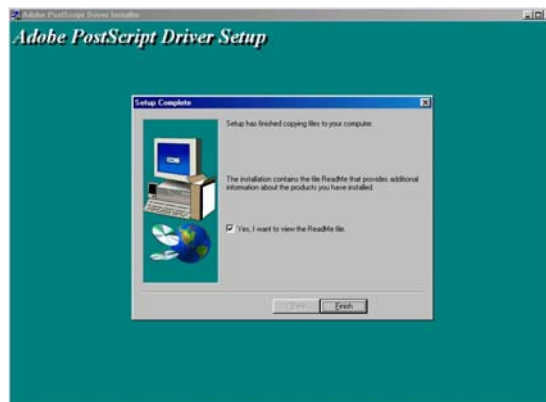 Adobe PostScript Driver Installer
Adobe PostScript Driver Setup
Setup Complete
Setup has finished copying files to your computer.
The installation contains the file ReadMe that provides additional
information about the products you have installed.
Yes, I want to view the ReadMe file.
< Back
Finish